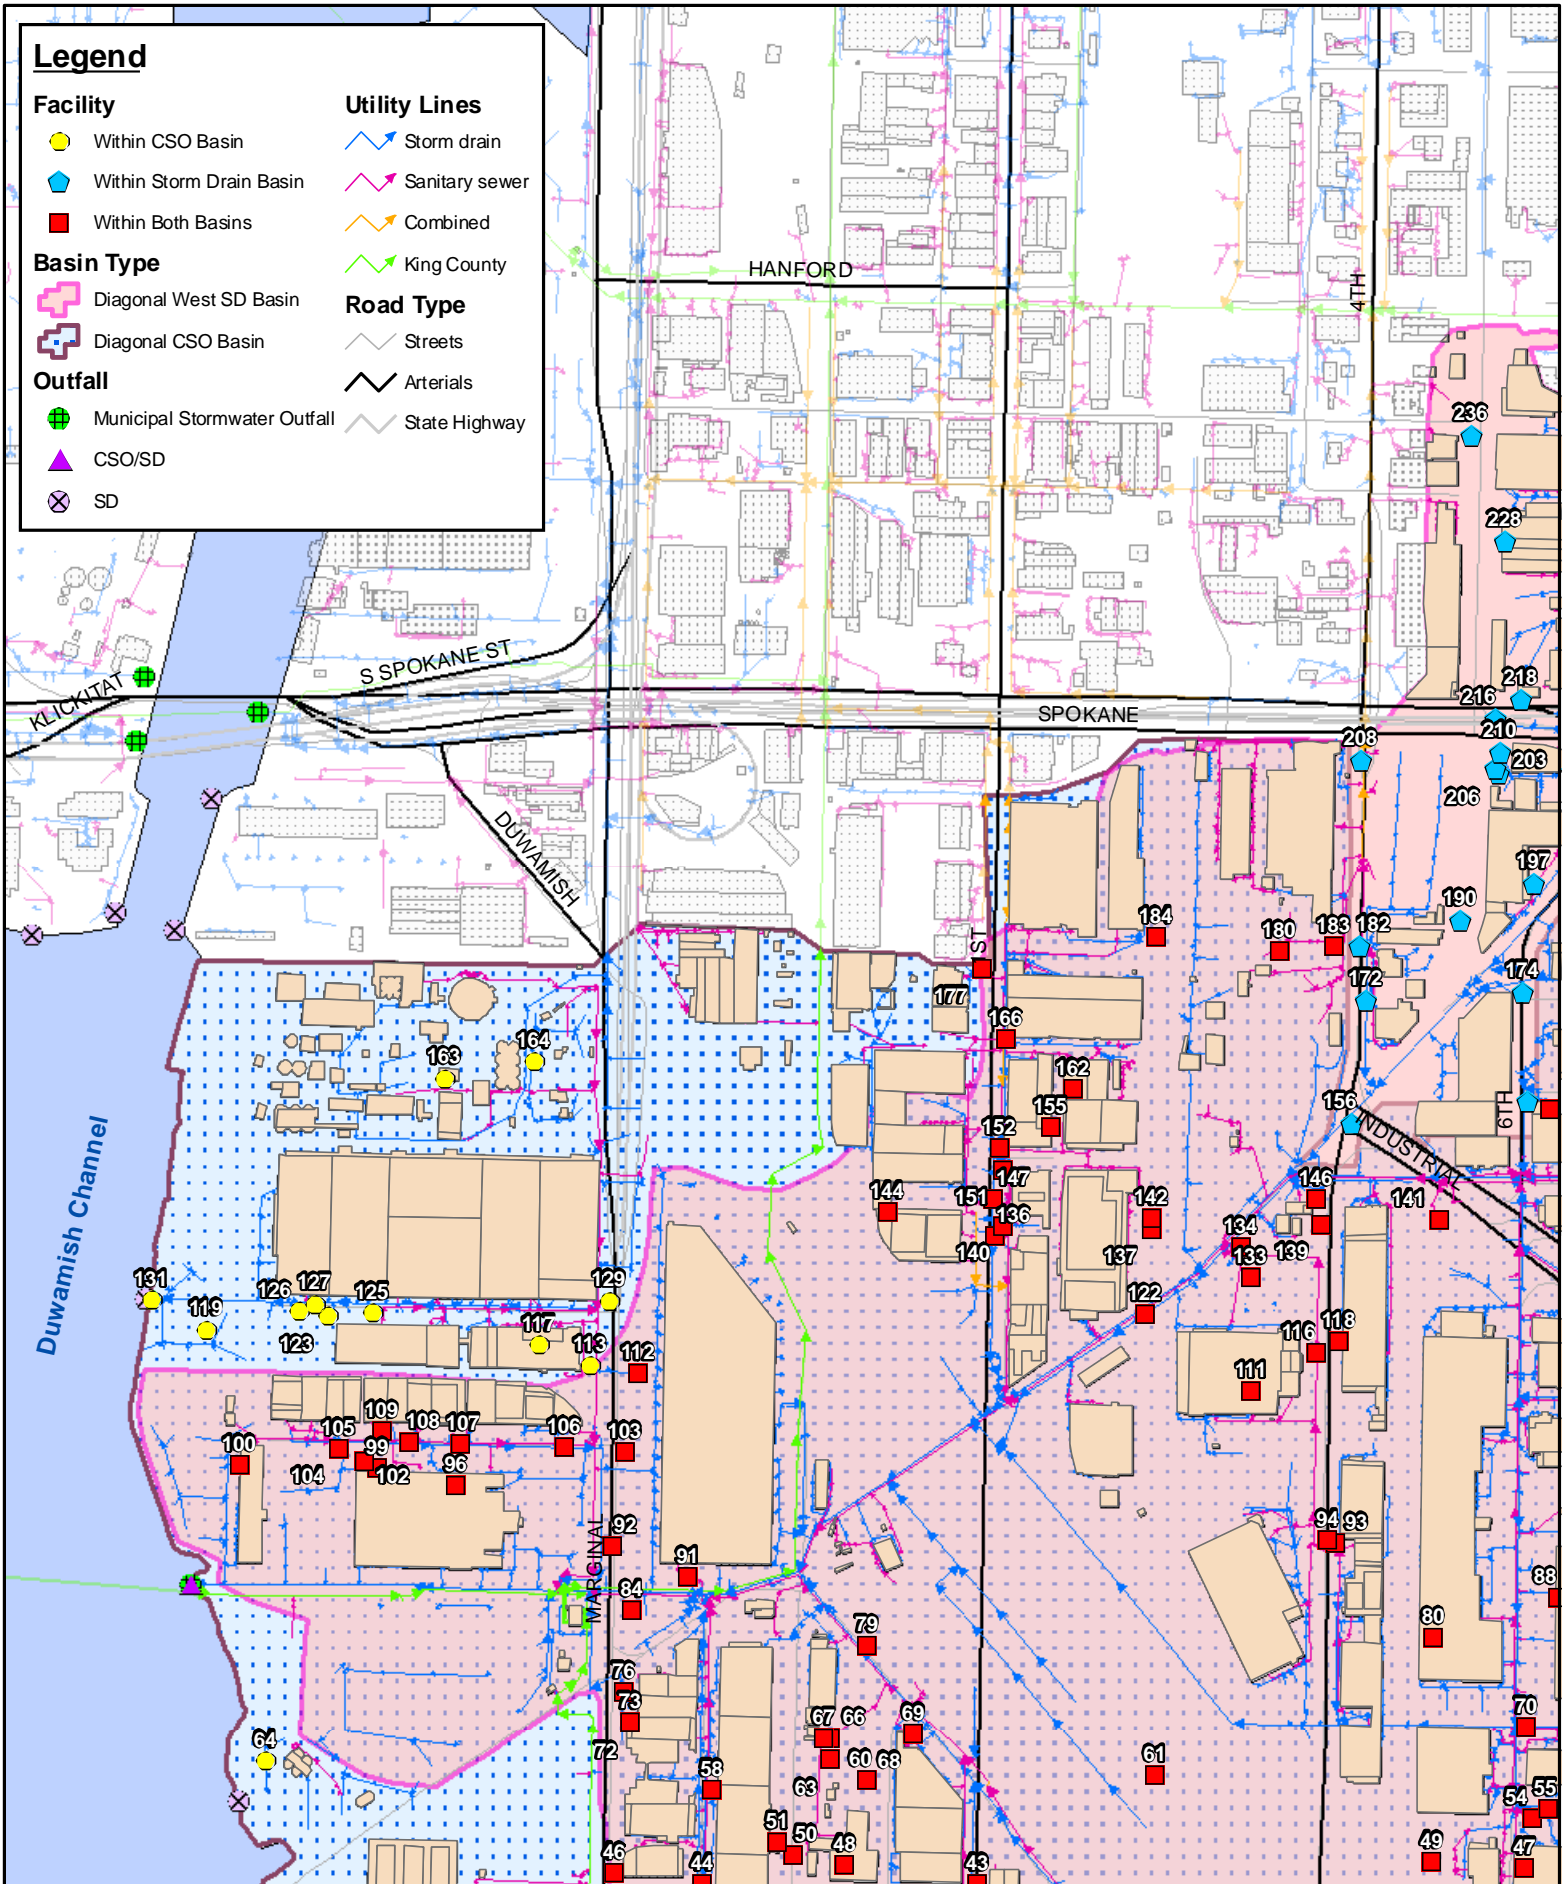 Legend
Facility
Within CSO Basin
Within Storm Drain Basin
Within Both Basins
Basin Type
Diagonal West SD Basin
Diagonal CSO Basin
Outfall
Municipal Stormwater Outfall
CSO/SD
SD
Utility Lines
Storm drain
Sanitary sewer
Combined
King County
Road Type
Streets
Arterials
State Highway
HANFORD
4TH
236
228
S SPOKANE ST
KLICKITAT
SPOKANE
218
216
210
208
203
206
DUWAMISH
197
190
184
180
183
182
1ST
177
172
174
166
164
163
162
155
156
6TH
INDUSTRIAL
152
147
151
144
136
140
142
137
146
141
134
139
133
Duwamish Channel
131
126
127
125
129
119
123
117
113
122
118
116
112
111
109
105
108
107
106
103
100
99
104
102
96
MARGINAL
92
94
93
91
84
88
80
79
76
73
72
67
66
69
70
64
61
60
68
63
58
55
54
51
50
48
49
47
46
44
43